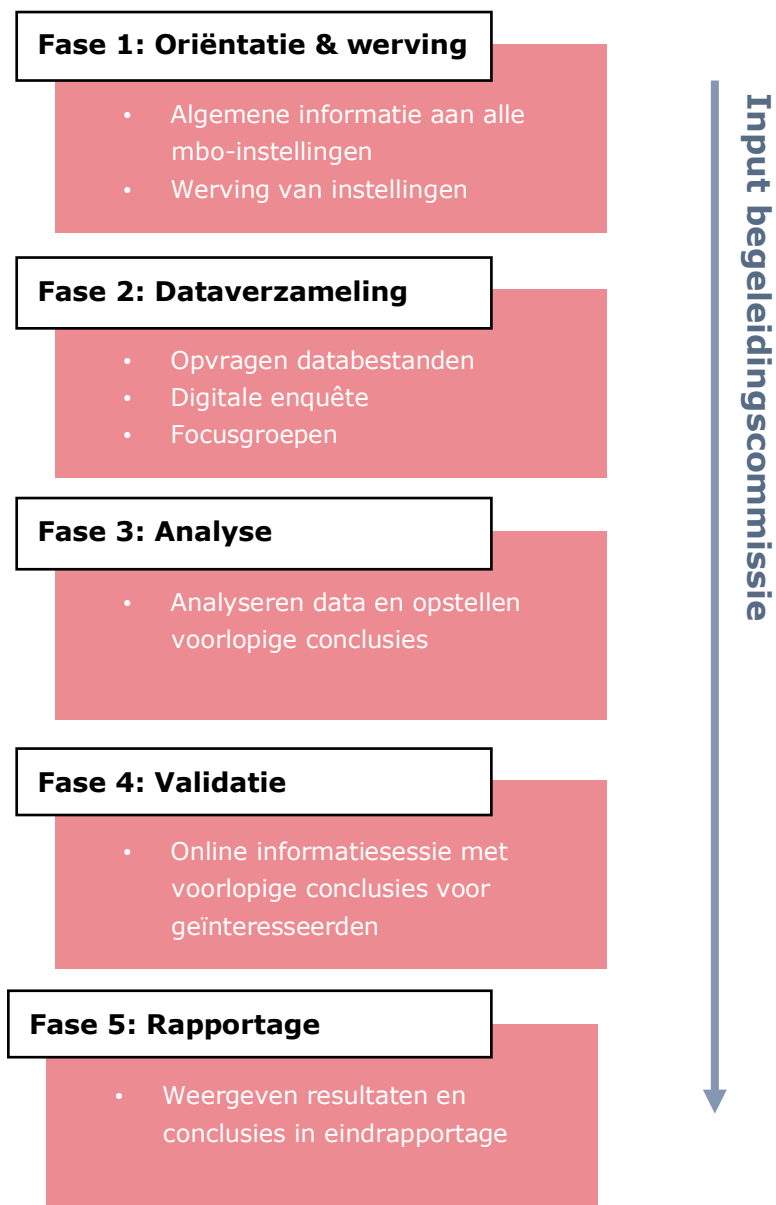 Fase 1: Oriëntatie & werving
• Algemene informatie aan alle
mbo-instellingen
• Werving van instellingen
Fase 2: Dataverzameling
• Opvragen databestanden
• Digitale enquête
• Focusgroepen
Fase 3: Analyse
• Analyseren data en opstellen
voorlopige conclusies
Fase 4: Validatie
• Online informatiesessie met
voorlopige conclusies voor
geïnteresseerden
Fase 5: Rapportage
• Weergeven resultaten en
conclusies in eindrapportage
Input begeleidingscommissie